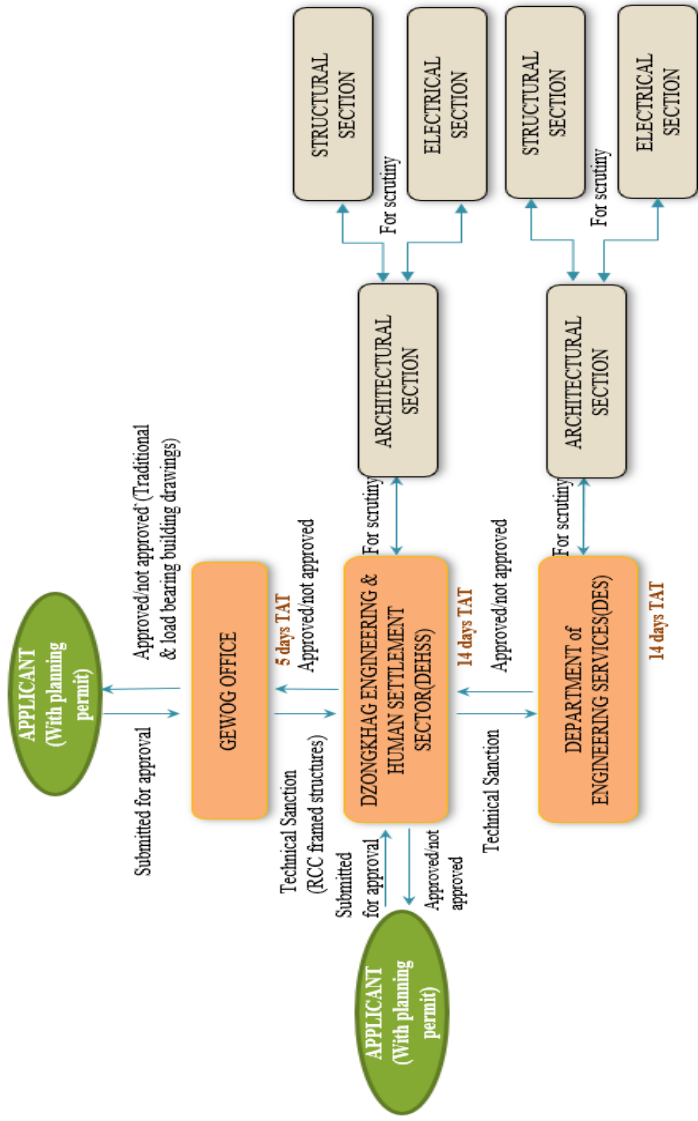 APPLICANT
(With planning
permit)
Submitted for approval
Approved/not approved (Traditional
& load bearing building drawings)
GEWOG OFFICE
5 days TAT
Technical Sanction
(RCC framed structures)
Approved/not approved
STRUCTURAL
SECTION
Submitted
for approval
APPLICANT
(With planning
permit)
Approved/not
approved
DZONGKHAG ENGINEERING &
HUMAN SETTLEMENT
SECTOR(DEHSS)
14 days TAT
For scrutiny
ARCHITECTURAL
SECTION
For scrutiny
ELECTRICAL
SECTION
Technical Sanction
Approved/not approved
STRUCTURAL
SECTION
DEPARTMENT of
ENGINEERING SERVICES(DES)
14 days TAT
For scrutiny
ARCHITECTURAL
SECTION
For scrutiny
ELECTRICAL
SECTION